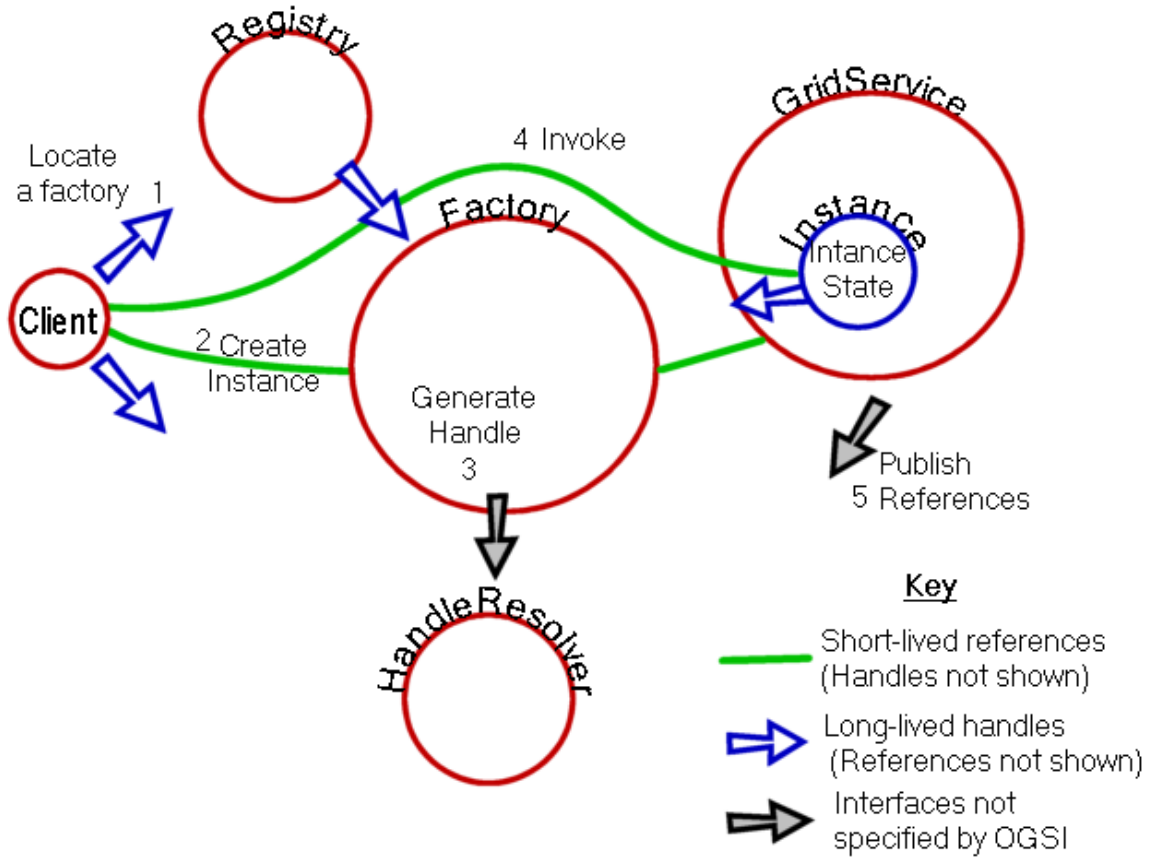 Registry
GridService
4 Invoke
Locate
a factory 1
Factory
Instance
Intance
State
Client
2 Create
Instance
Generate
Handle
3
Publish
5 References
HandleResolver
Key
Short-lived references
(Handles not shown)
Long-lived handles
(References not shown)
Interfaces not
specified by OGSI